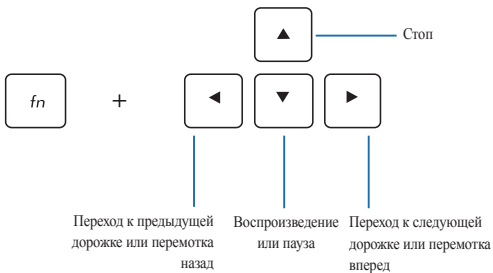 Стоп
fn +
Переход к предыдущей
дорожке или перемотка
назад
Воспроизведение
или пауза
Переход к следующей
дорожке или перемотка
вперед